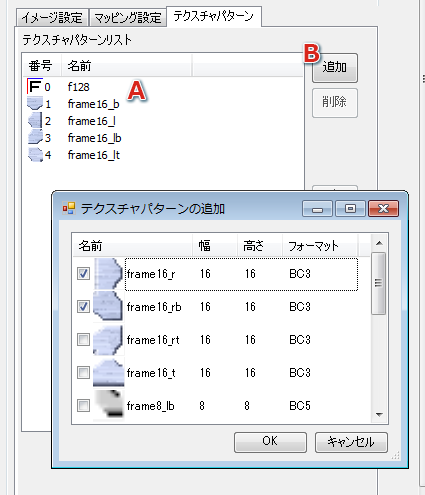 イメージ設定 マッピング設定 テクスチャパターン
テクスチャパターンリスト
B
番号 名前
追加
F 0 f128
A
削除
1 frame16_b
2 frame16_l
3 frame16_lb
4 frame16_lt
テクスチャパターンの追加
名前 幅 高さ フォーマット
frame16_r 16 16 BC3
frame16_rb 16 16 BC3
frame16_rt 16 16 BC3
frame16_t 16 16 BC3
frame8_lb 8 8 BC5
OK キャンセル